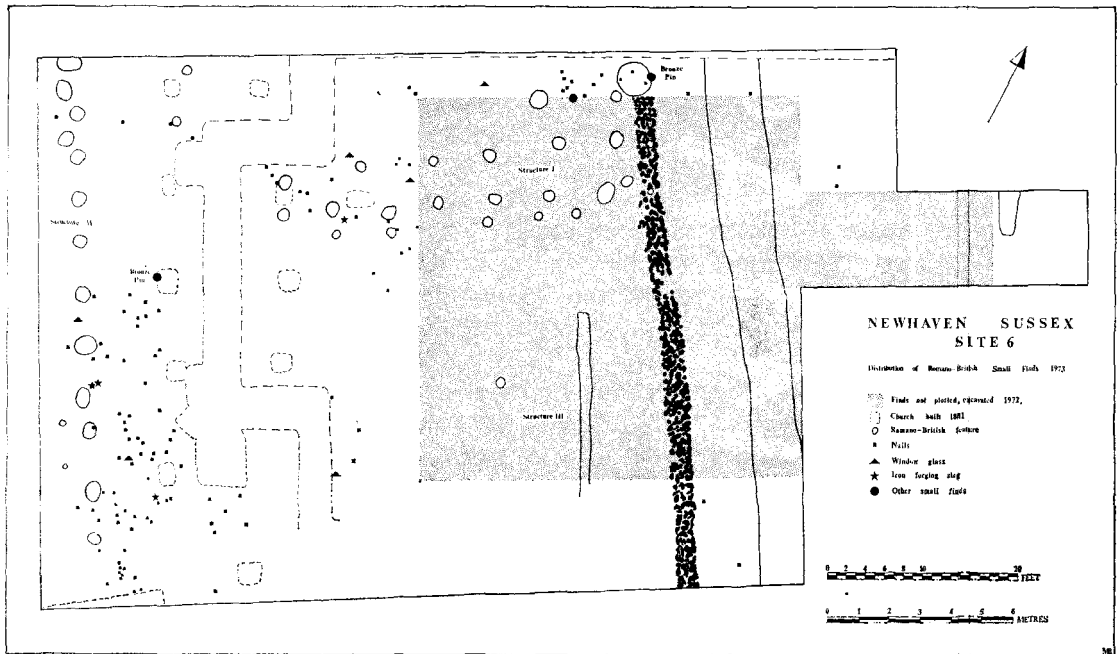 Bronze
Pin
Structure I
Bronze
Pin
Structure III
NEWHAVEN SUSSEX
SITE 6
Distribution of Romano-British Small Finds 1973
Finds not plotted, excavated 1972,
Church built 1881
Romano-British feature
Nails
Window glass
Iron forging slag
Other small finds
0 2 4 6 8 10 20
FEET
0 1 2 3 4 5 6
METRES